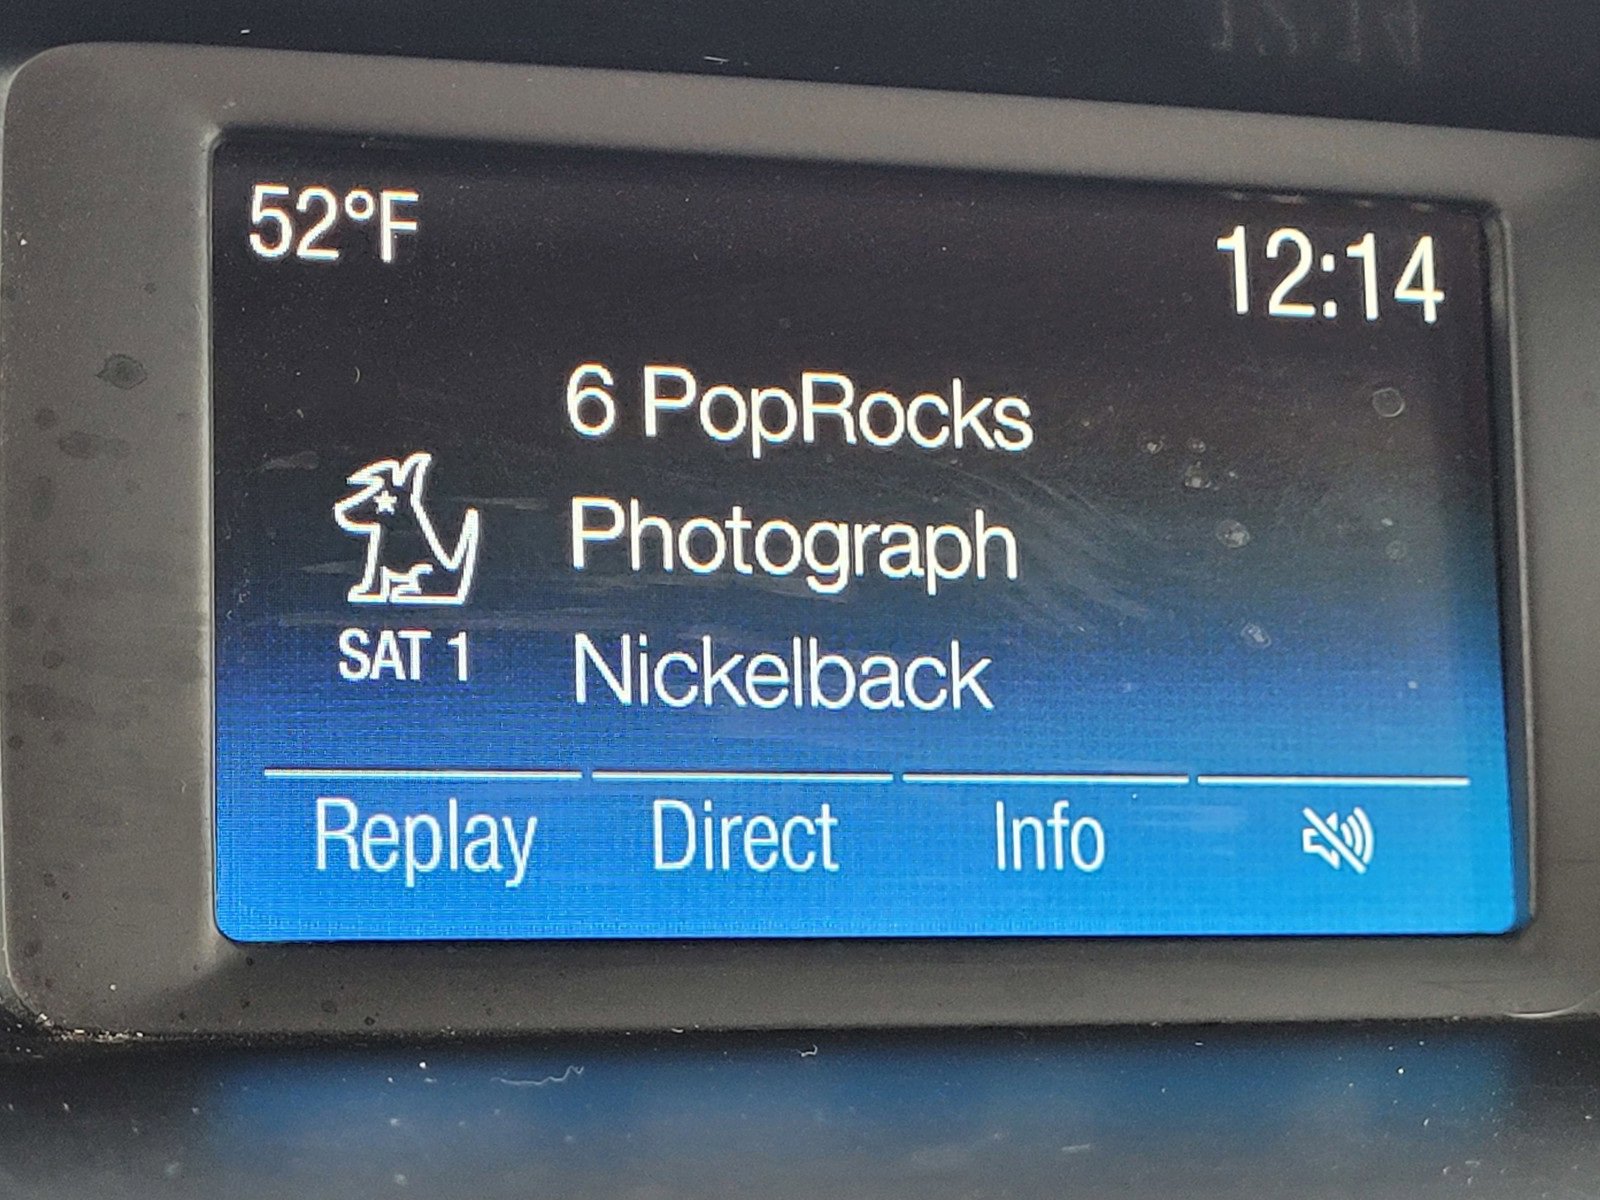 52°F
12:14
6 PopRocks
Photograph
SAT 1
Nickelback
Replay
Direct
Info